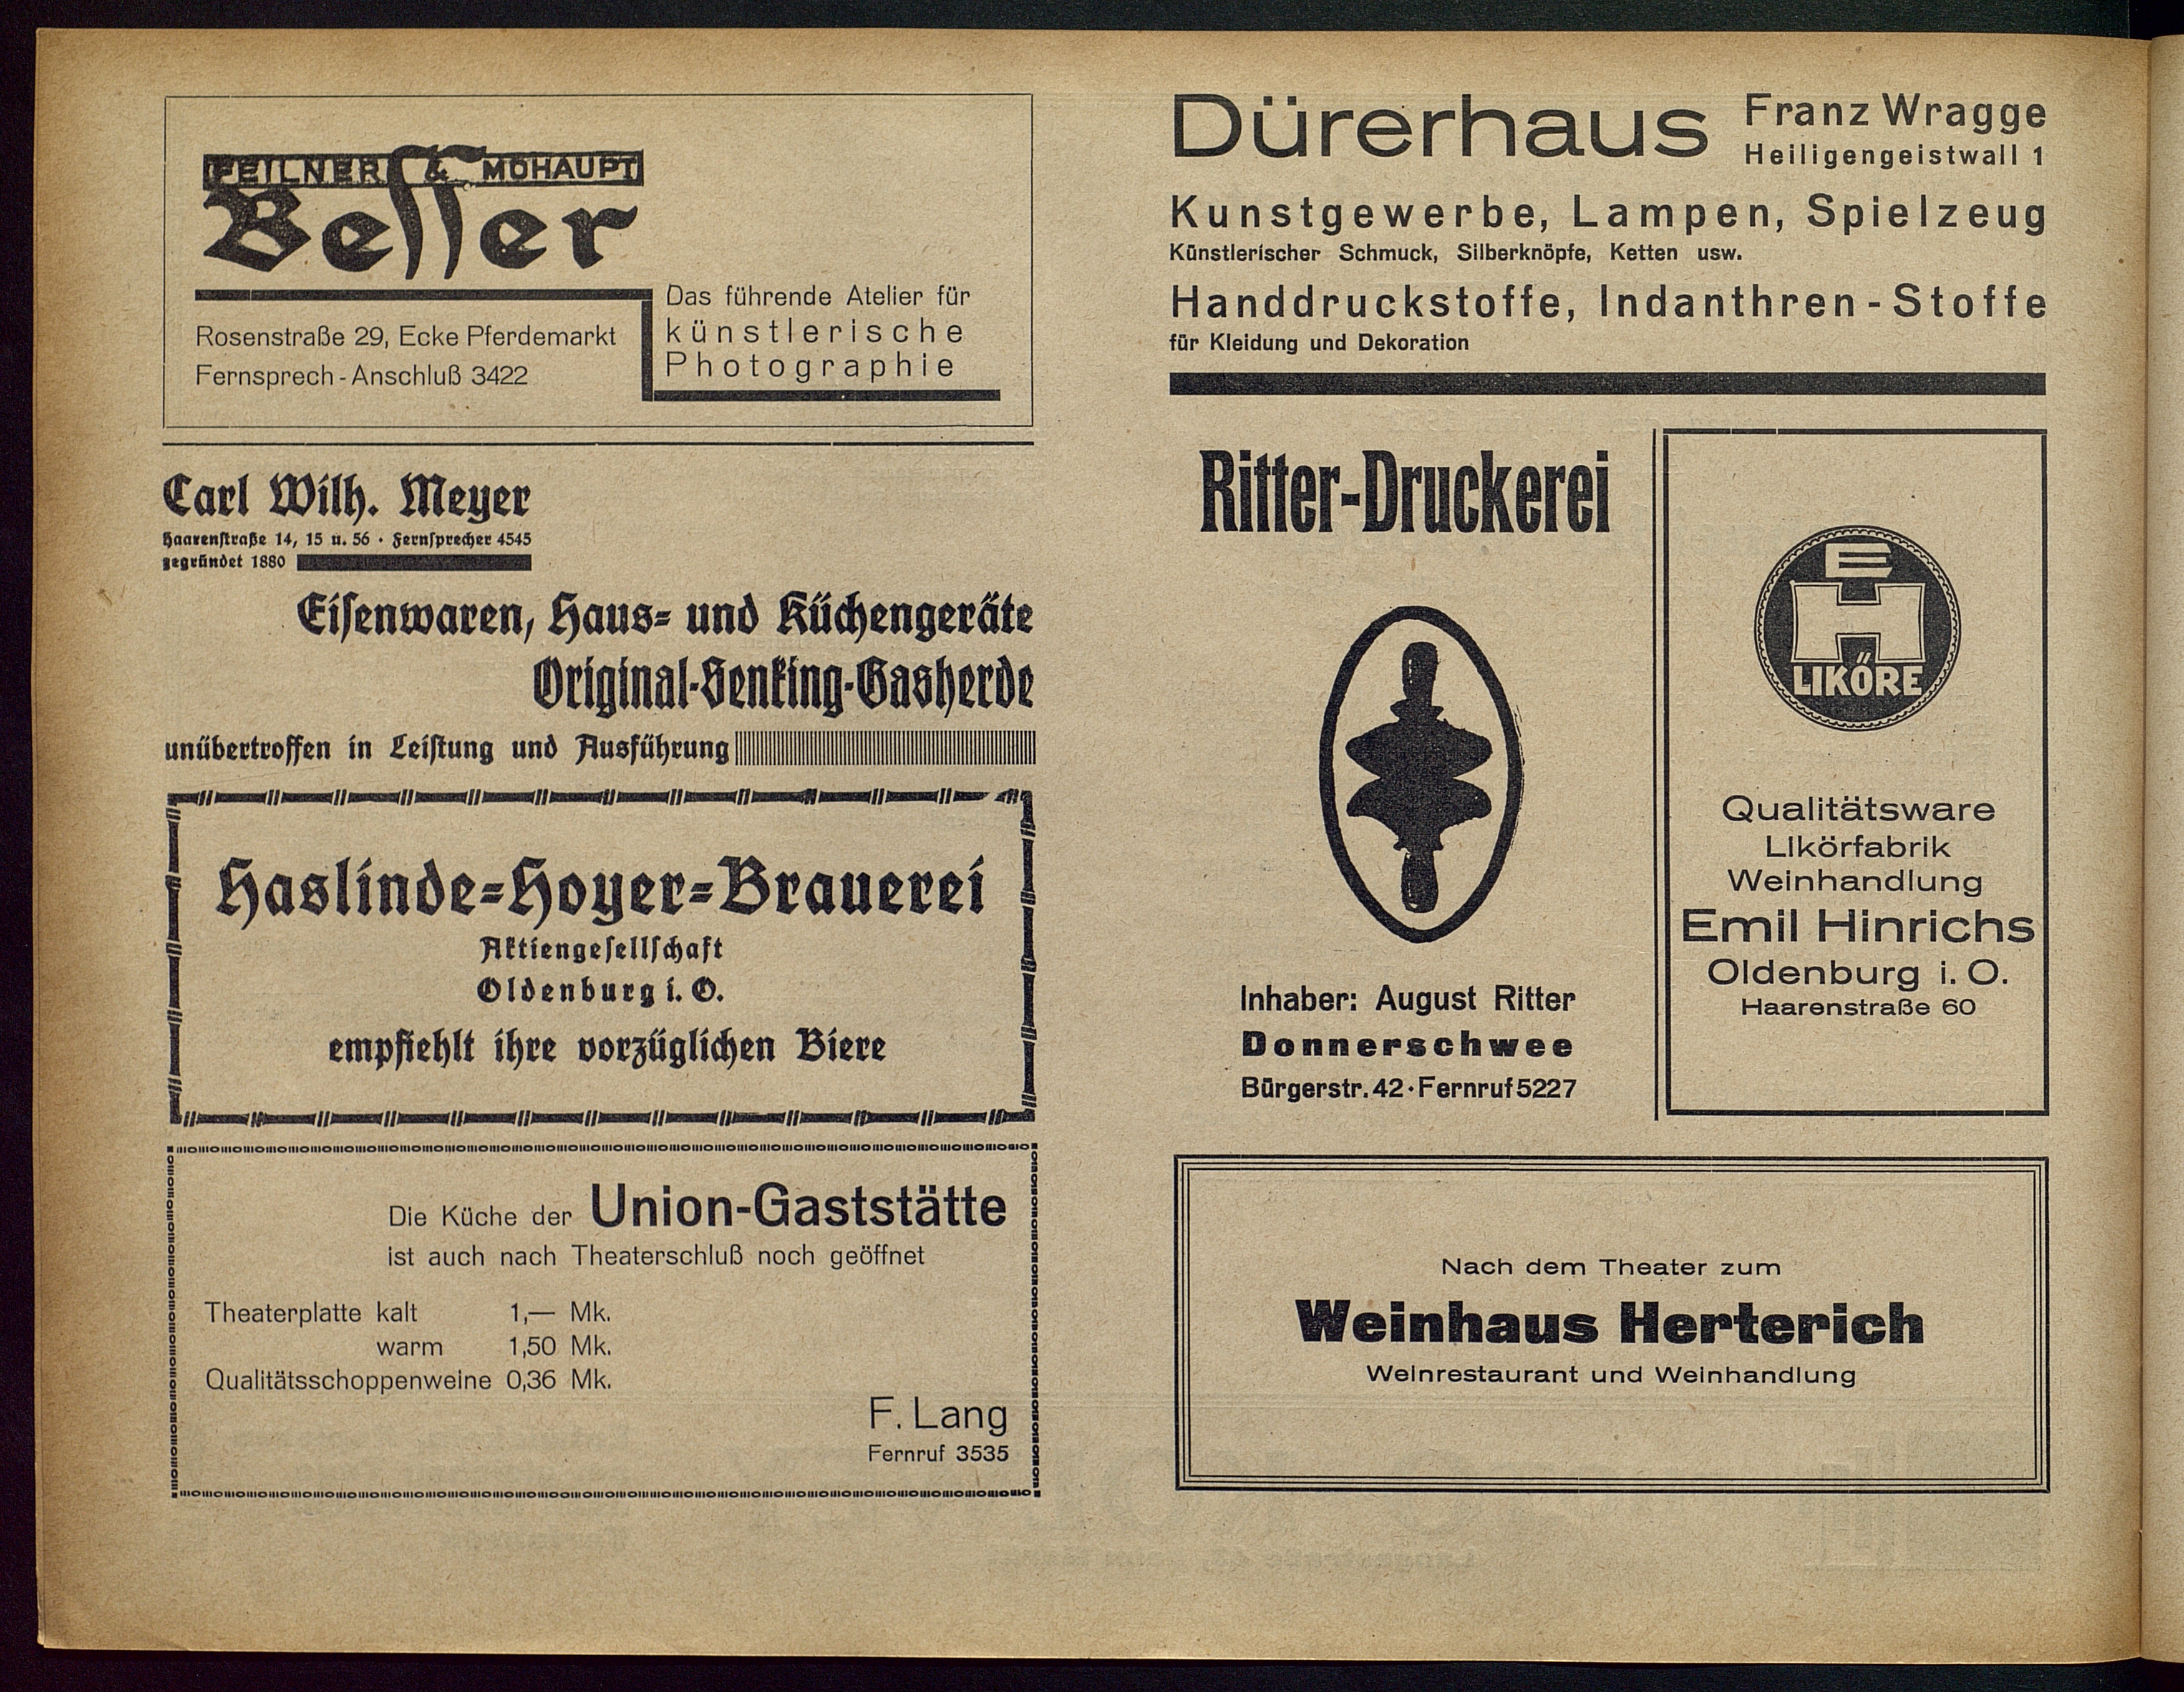 FEILNER & MOHAUPT
Beſſer
Rosenstraße 29, Ecke Pferdemarkt
Fernsprech-Anschluß 3422
Das führende Atelier für
künstlerische
Photographie
Carl Wilh. Meyer
Haarenſtraße 14, 15 u. 56 · Fernſprecher 4545
gegründet 1880
Eiſenwaren, Haus- und Küchengeräte
Original-Senking-Gasherde
unübertroffen in Leiſtung und Ausführung
Haslinde-Hoyer-Brauerei
Aktiengeſellſchaft
Oldenburg i. O.
empfiehlt ihre vorzüglichen Biere
Die Küche der Union-Gaststätte
ist auch nach Theaterschluß noch geöffnet
Theaterplatte kalt 1,— Mk.
warm 1,50 Mk.
Qualitätsschoppenweine 0,36 Mk.
F. Lang
Fernruf 3535
Dürerhaus
Franz Wragge
Heiligengeistwall 1
Kunstgewerbe, Lampen, Spielzeug
Künstlerischer Schmuck, Silberknöpfe, Ketten usw.
Handdruckstoffe, Indanthren-Stoffe
für Kleidung und Dekoration
Ritter-Druckerei
Inhaber: August Ritter
Donnerschwee
Bürgerstr. 42 · Fernruf 5227
E
H
LIKÖRE
Qualitätsware
Likörfabrik
Weinhandlung
Emil Hinrichs
Oldenburg i. O.
Haarenstraße 60
Nach dem Theater zum
Weinhaus Herterich
Weinrestaurant und Weinhandlung